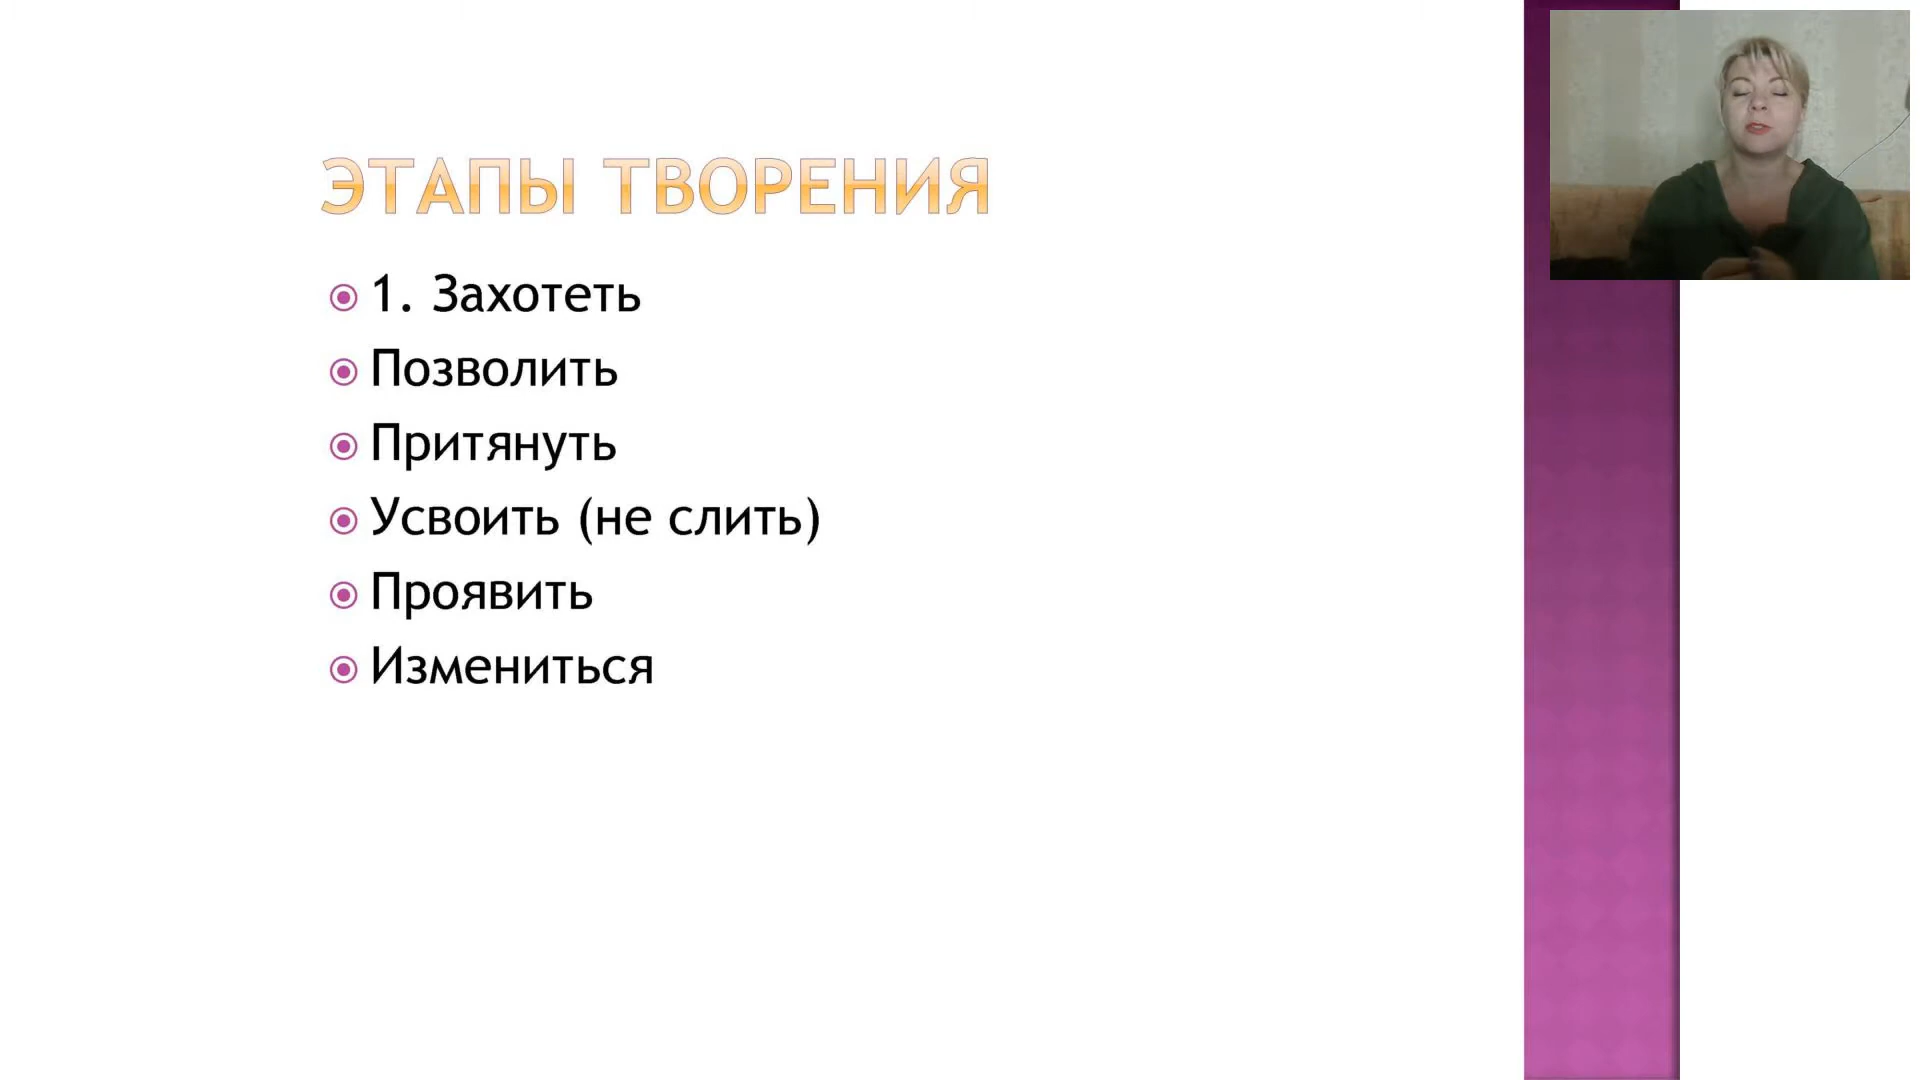 ЭТАПЫ ТВОРЕНИЯ
1. Захотеть
Позволить
Притянуть
Усвоить (не слить)
Проявить
Измениться